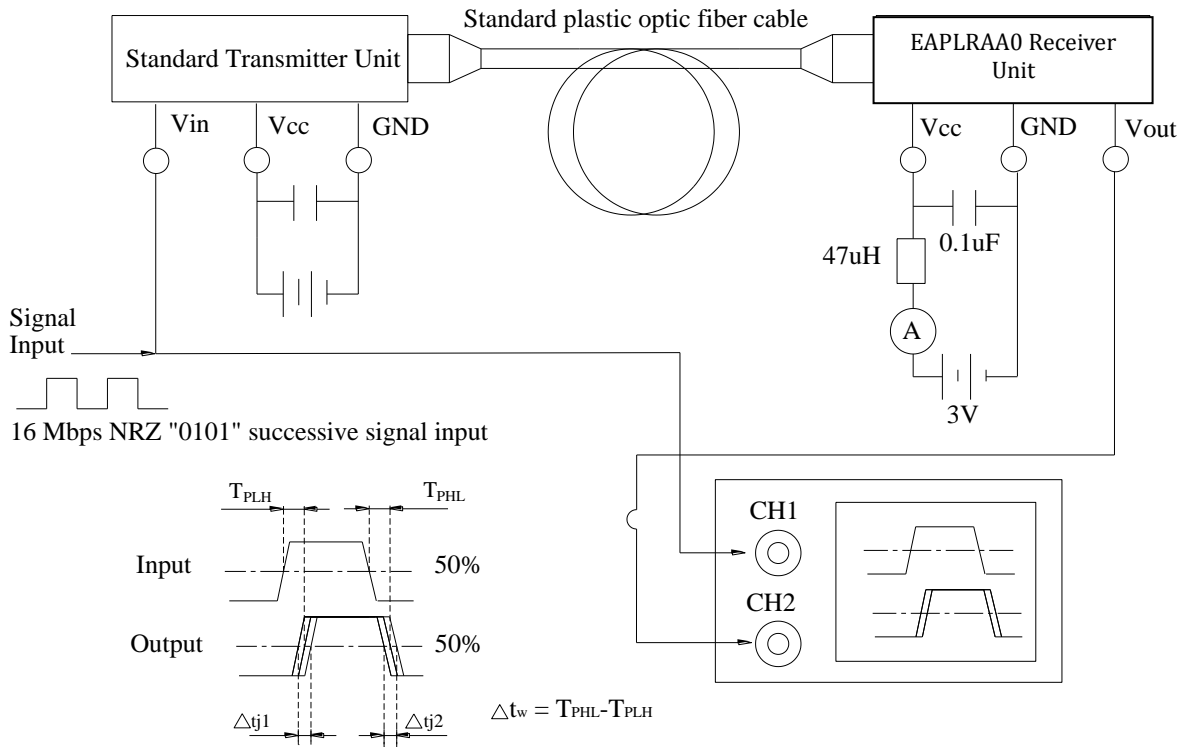 Standard plastic optic fiber cable
Standard Transmitter Unit
EAPLRAA0 Receiver
Unit
Vin
Vcc
GND
Vcc
GND
Vout
47uH
0.1uF
A
3V
Signal
Input
16 Mbps NRZ "0101" successive signal input
TPLH
TPHL
Input
50%
Output
50%
△tj1
△tj2
△tw = TPHL-TPLH
CH1
CH2